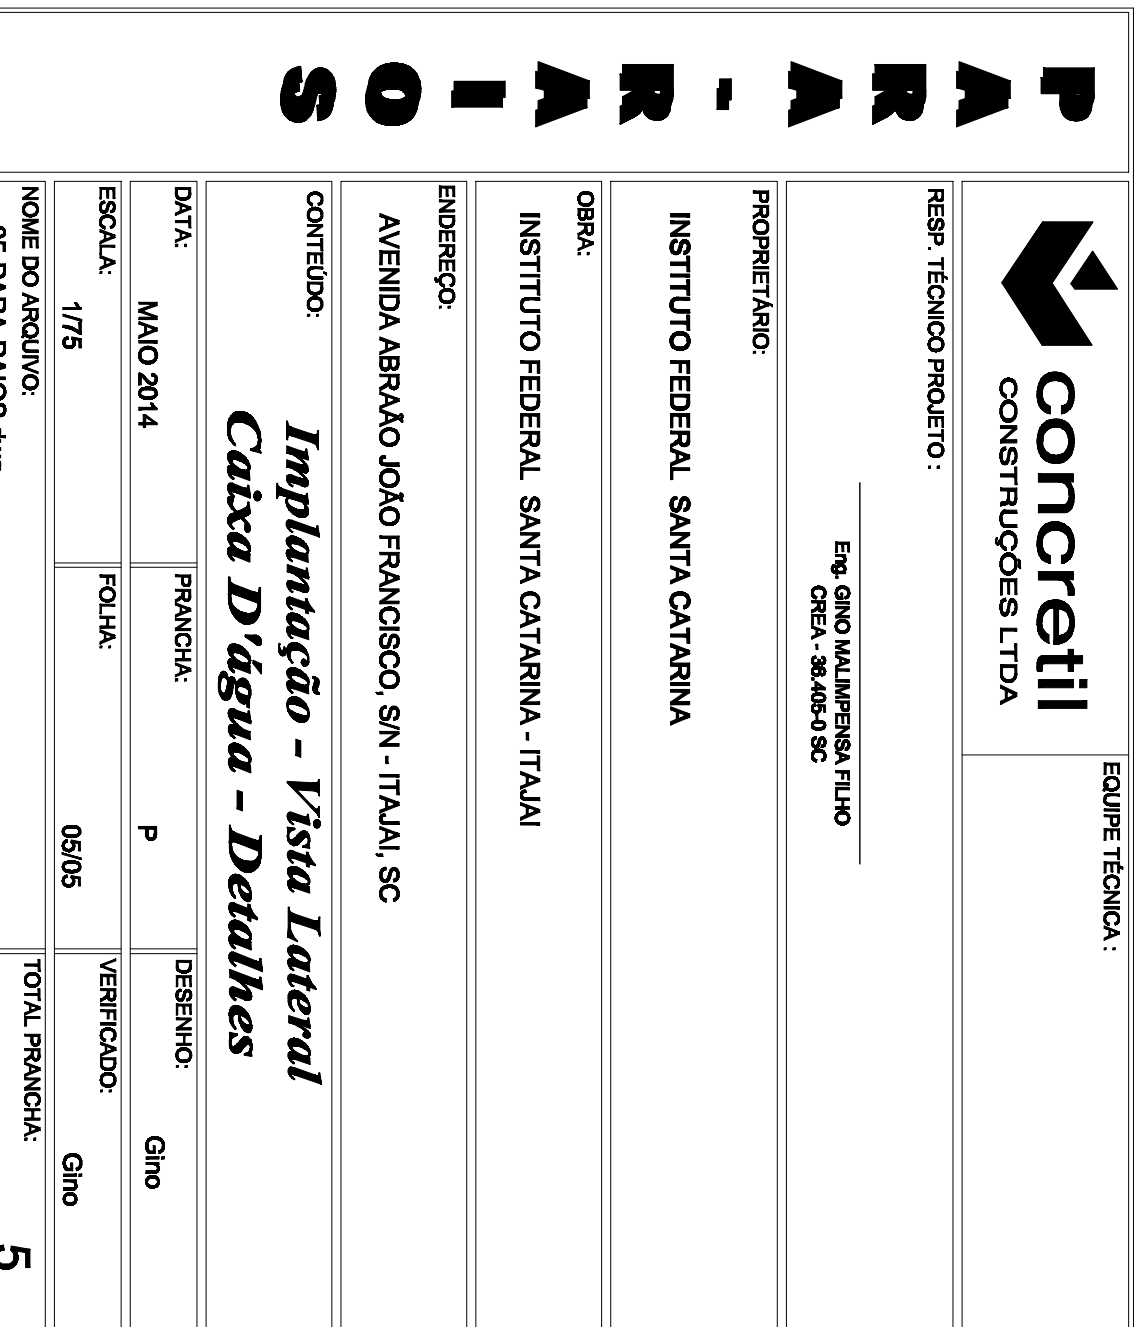 PARA-RAIOS
concretil
CONSTRUÇÕES LTDA
EQUIPE TÉCNICA :
RESP. TÉCNICO PROJETO :
Eng. GINO MALIMPENSA FILHO
CREA - 36.405-0 SC
PROPRIETÁRIO:
INSTITUTO FEDERAL SANTA CATARINA
OBRA:
INSTITUTO FEDERAL SANTA CATARINA - ITAJAI
ENDEREÇO:
AVENIDA ABRAÃO JOÃO FRANCISCO, S/N - ITAJAI, SC
CONTEÚDO:
Implantação - Vista Lateral
Caixa D'água - Detalhes
DATA:
MAIO 2014
PRANCHA:
P
DESENHO:
Gino
ESCALA:
1/75
FOLHA:
05/05
VERIFICADO:
Gino
NOME DO ARQUIVO:
TOTAL PRANCHA:
5